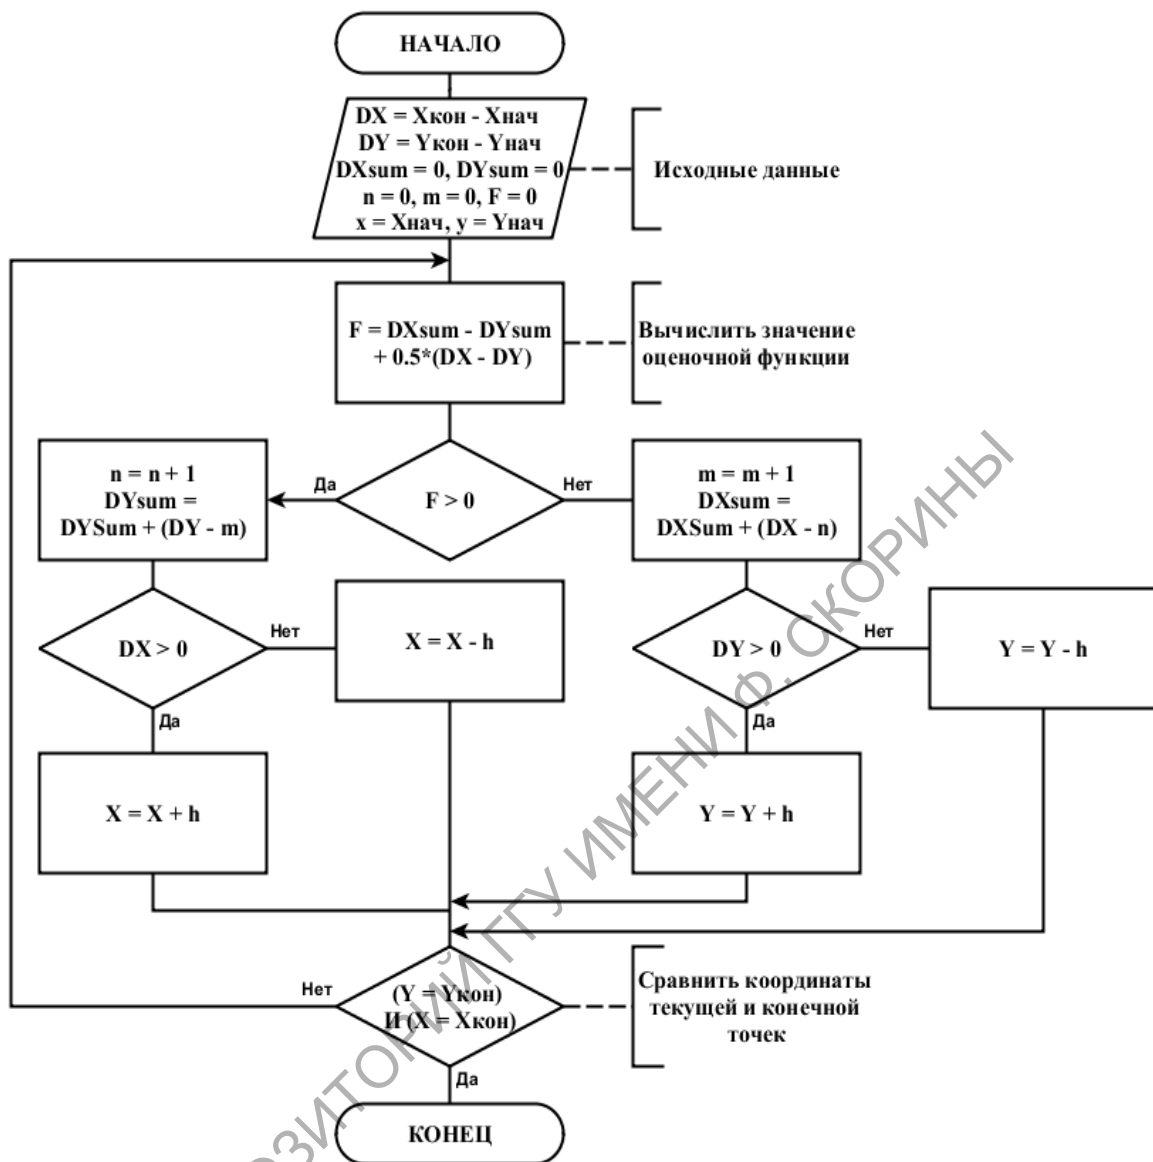 НАЧАЛО
DX = Xкон - Xнач
DY = Yкон - Yнач
DXsum = 0, DYsum = 0
n = 0, m = 0, F = 0
x = Xнач, y = Yнач
Исходные данные
F = DXsum - DYsum
+ 0.5*(DX - DY)
Вычислить значение
оценочной функции
n = n + 1
DYsum =
DYSum + (DY - m)
Да
F > 0
Нет
m = m + 1
DXsum =
DXSum + (DX - n)
DX > 0
Нет
Да
X = X - h
DY > 0
Нет
Да
Y = Y - h
X = X + h
Y = Y + h
Нет
(Y = Yкон)
И (X = Xкон)
Да
Сравнить координаты
текущей и конечной
точек
КОНЕЦ
ГГУ ИМЕНИ Ф. СКОРИНЫ